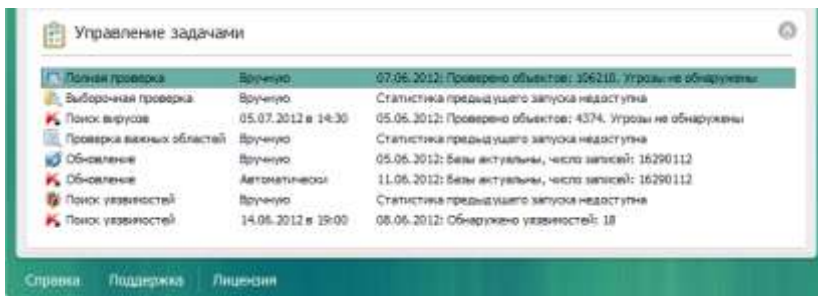 Управление задачами
Полная проверка Вручную 07.06.2012: Проверено объектов: 106210. Угрозы не обнаружены
Выборочная проверка Вручную Статистика предыдущего запуска недоступна
Поиск вирусов 05.07.2012 в 14:30 05.06.2012: Проверено объектов: 4374. Угрозы не обнаружены
Проверка важных областей Вручную Статистика предыдущего запуска недоступна
Обновление Вручную 05.06.2012: Базы актуальны, число записей: 16290112
Обновление Автоматически 11.06.2012: Базы актуальны, число записей: 16290112
Поиск уязвимостей Вручную Статистика предыдущего запуска недоступна
Поиск уязвимостей 14.06.2012 в 19:00 08.06.2012: Обнаружено уязвимостей: 18
Справка Поддержка Лицензия